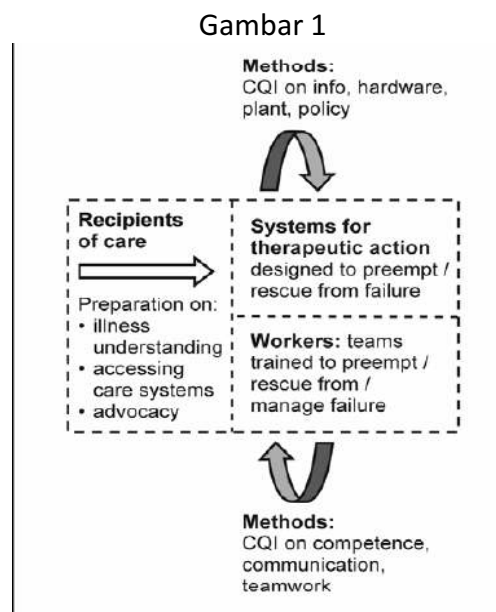 Gambar 1
Methods:
CQI on info, hardware,
plant, policy
Recipients
of care
Preparation on:
• illness
understanding
• accessing
care systems
• advocacy
Systems for
therapeutic action
designed to preempt /
rescue from failure
Workers: teams
trained to preempt /
rescue from /
manage failure
Methods:
CQI on competence,
communication,
teamwork